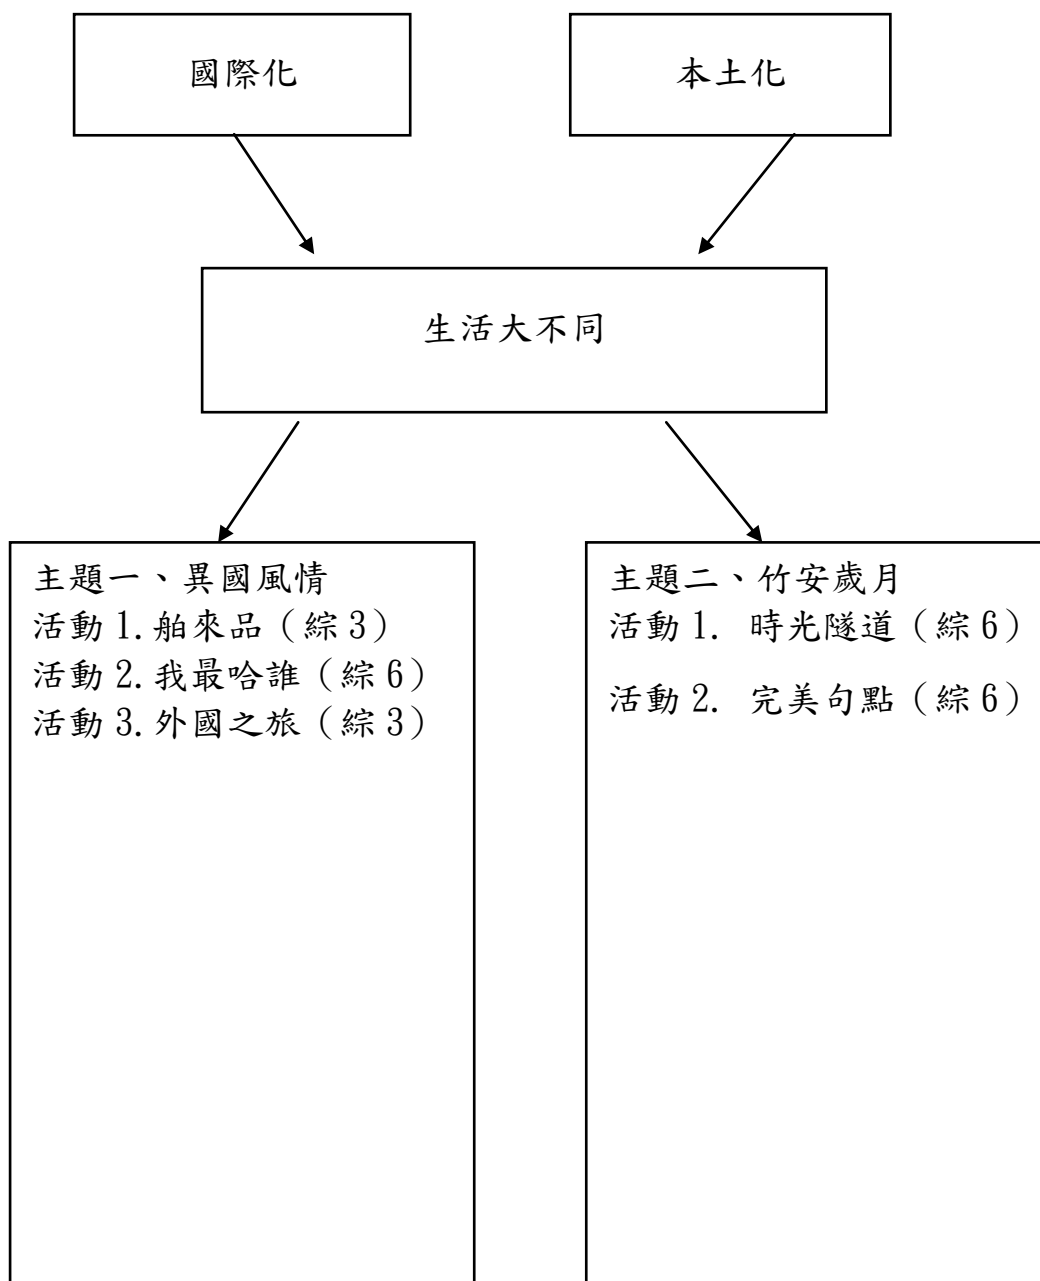 國際化
本土化
生活大不同
主題一、異國風情
活動1.舶來品（綜3）
活動2.我最哈誰（綜6）
活動3.外國之旅（綜3）
主題二、竹安歲月
活動1. 時光隧道（綜6）
活動2. 完美句點（綜6）